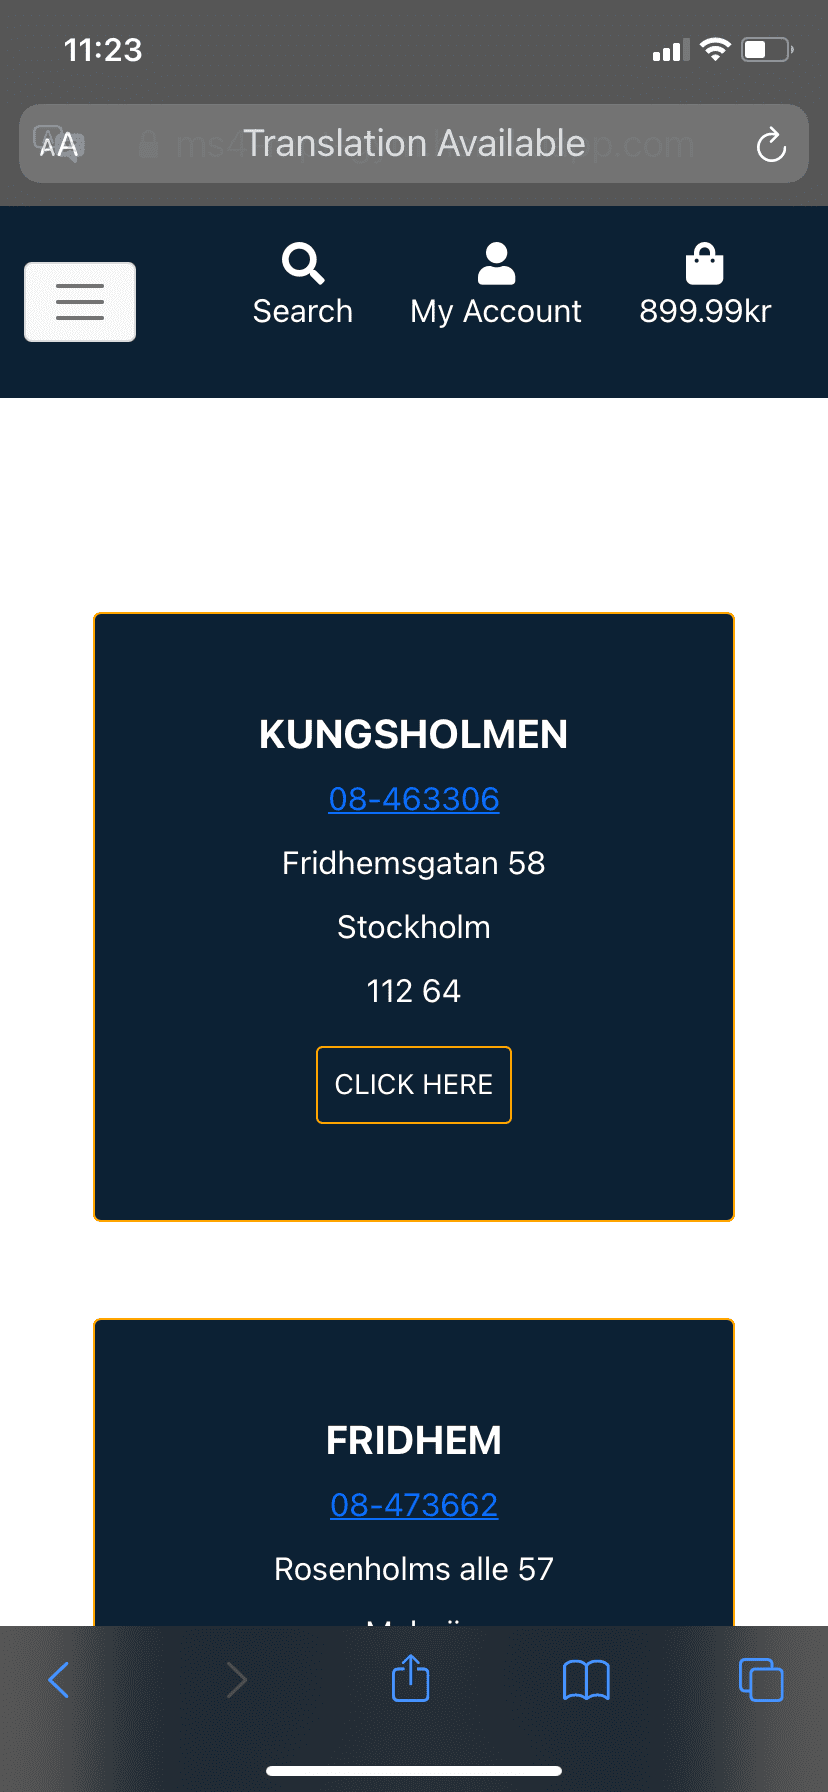 11:23
AA
Translation Available
Search
My Account
899.99kr
KUNGSHOLMEN
08-463306
Fridhemsgatan 58
Stockholm
112 64
CLICK HERE
FRIDHEM
08-473662
Rosenholms alle 57